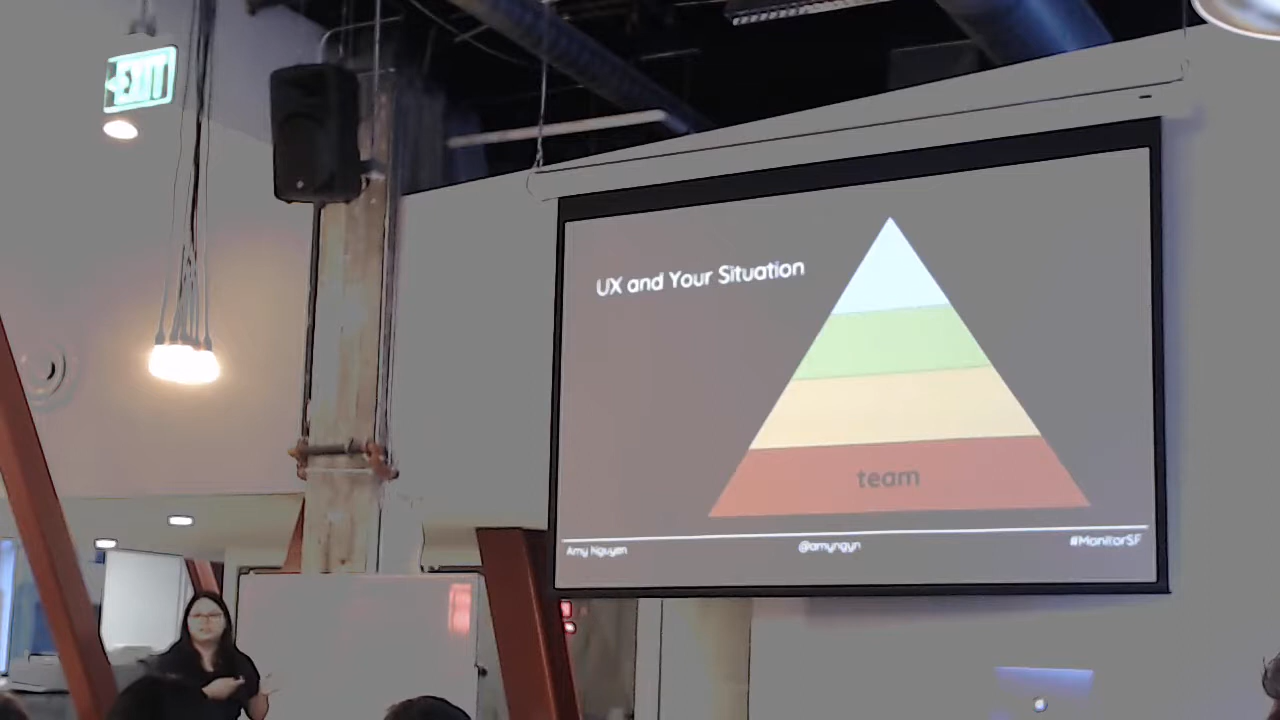 EXIT
UX and Your Situation
team
Amy Nguyen
@amyngyn
#MonitorSF